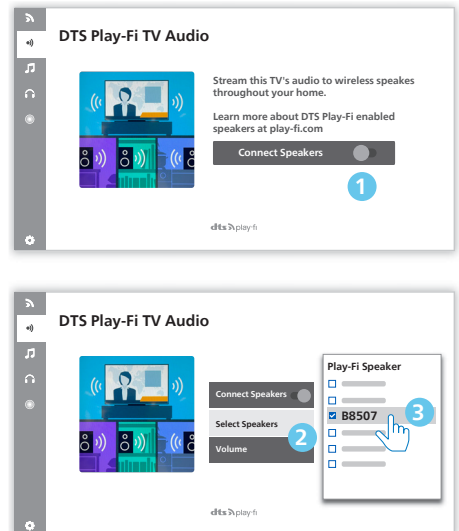 DTS Play-Fi TV Audio
Stream this TV's audio to wireless speakes
throughout your home.
Learn more about DTS Play-Fi enabled
speakers at play-fi.com
Connect Speakers
1
dts play-fi
DTS Play-Fi TV Audio
Connect Speakers
Select Speakers
2
Volume
Play-Fi Speaker
B8507
3
dts play-fi